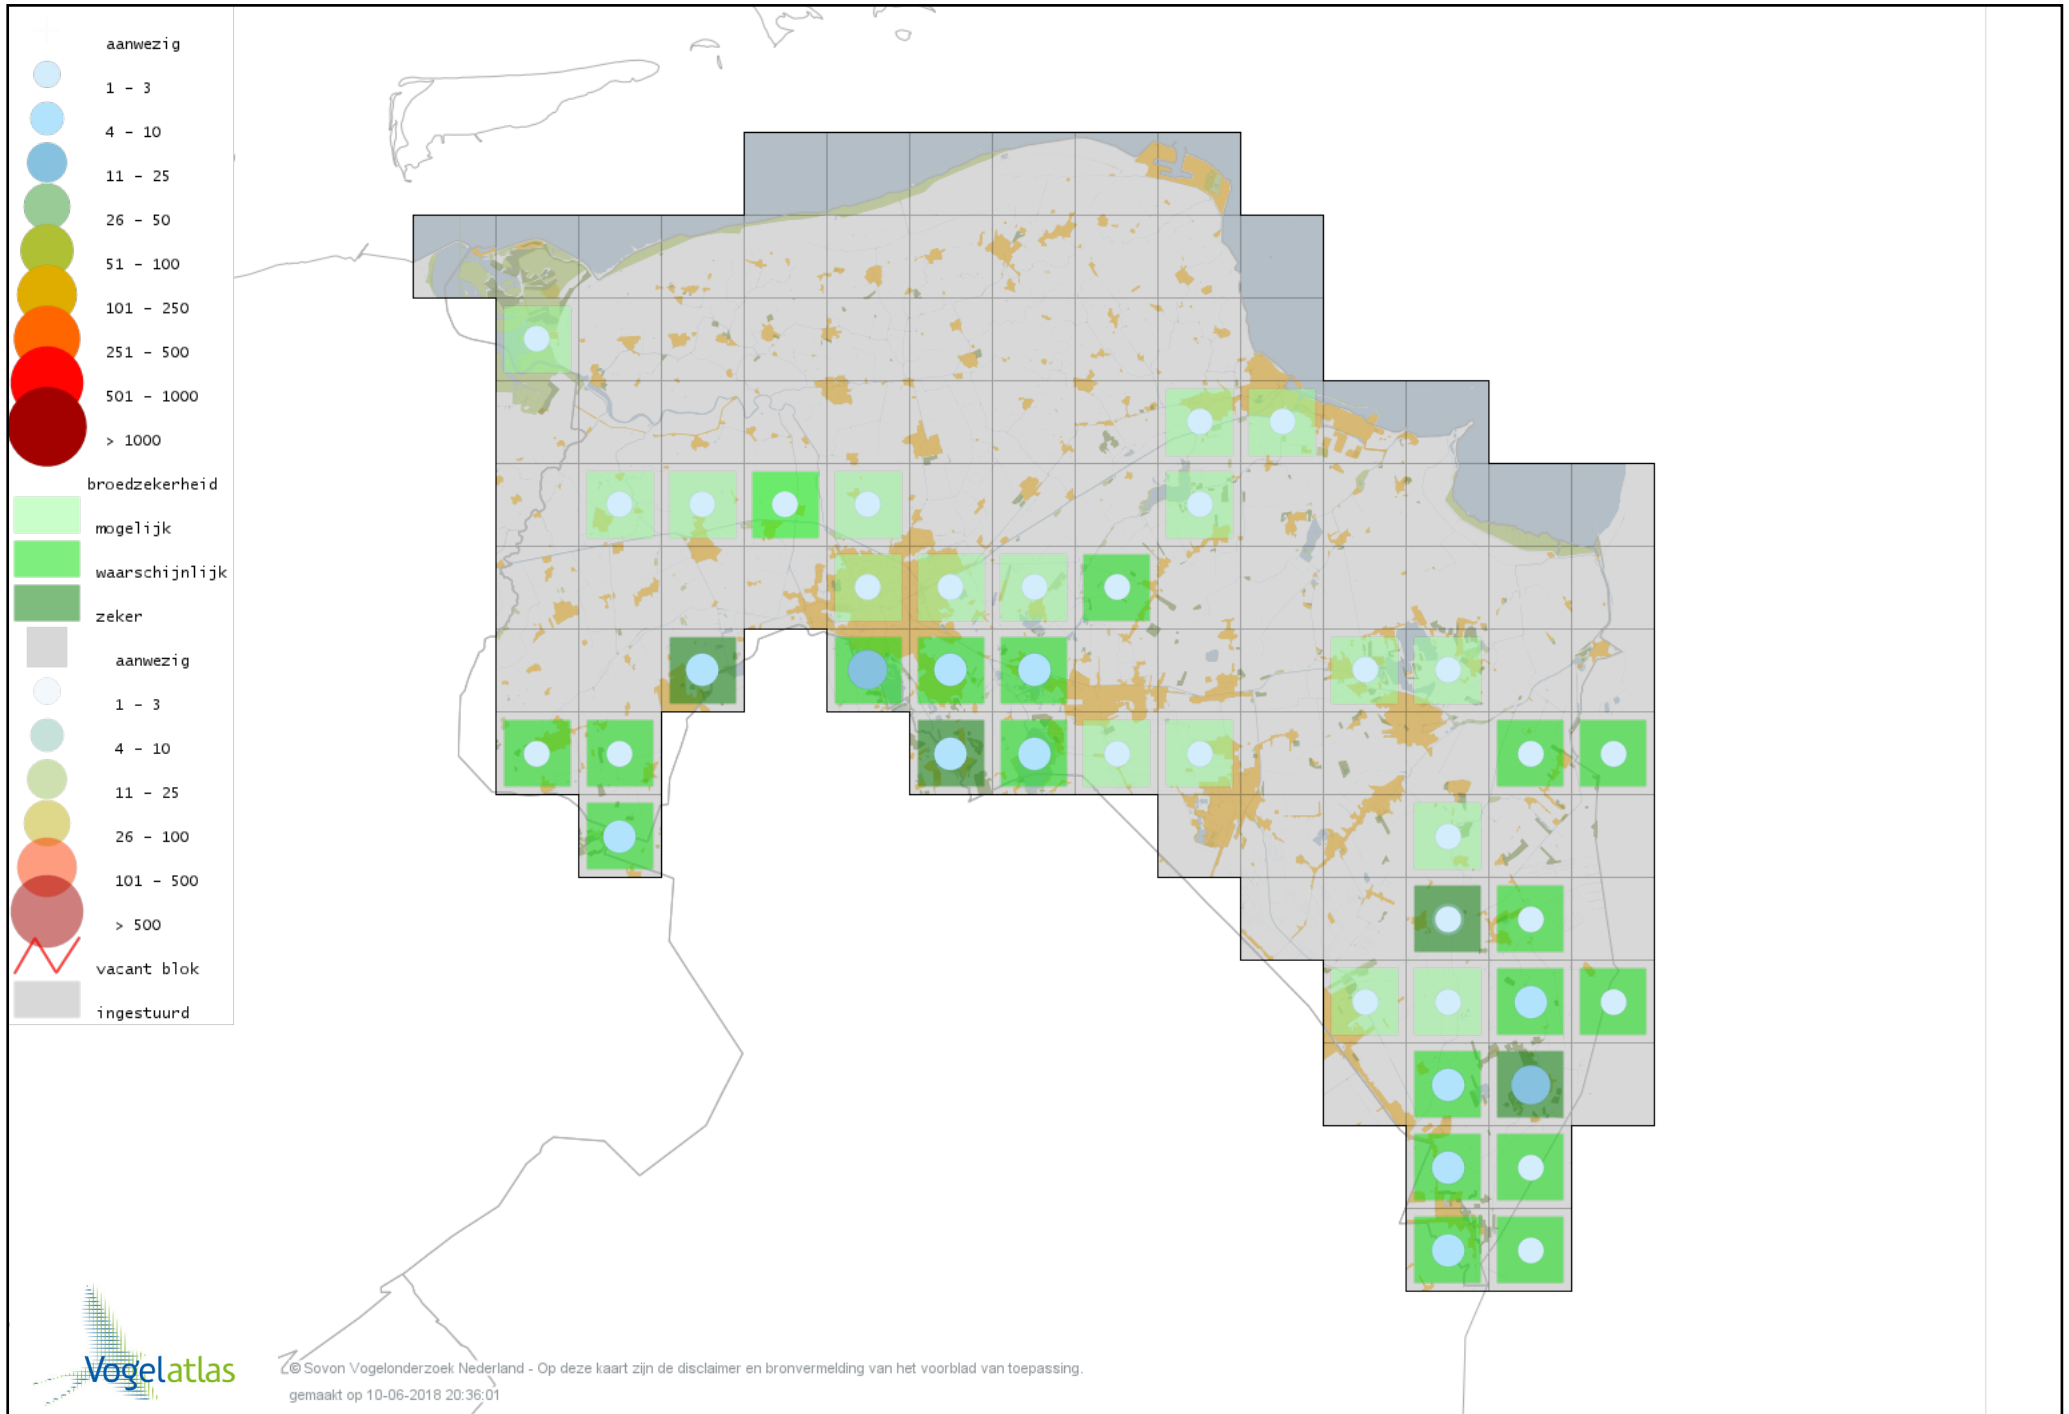 aanwezig
1 - 3
4 - 10
11 - 25
26 - 50
51 - 100
101 - 250
251 - 500
501 - 1000
> 1000
broedzekerheid
mogelijk
waarschijnlijk
zeker
aanwezig
1 - 3
4 - 10
11 - 25
26 - 100
101 - 500
> 500
vacant blok
ingestuurd
Vogelatlas
© Sovon Vogelonderzoek Nederland - Op deze kaart zijn de disclaimer en bronvermelding van het voorblad van toepassing.
gemaakt op 10-06-2018 20:36:01